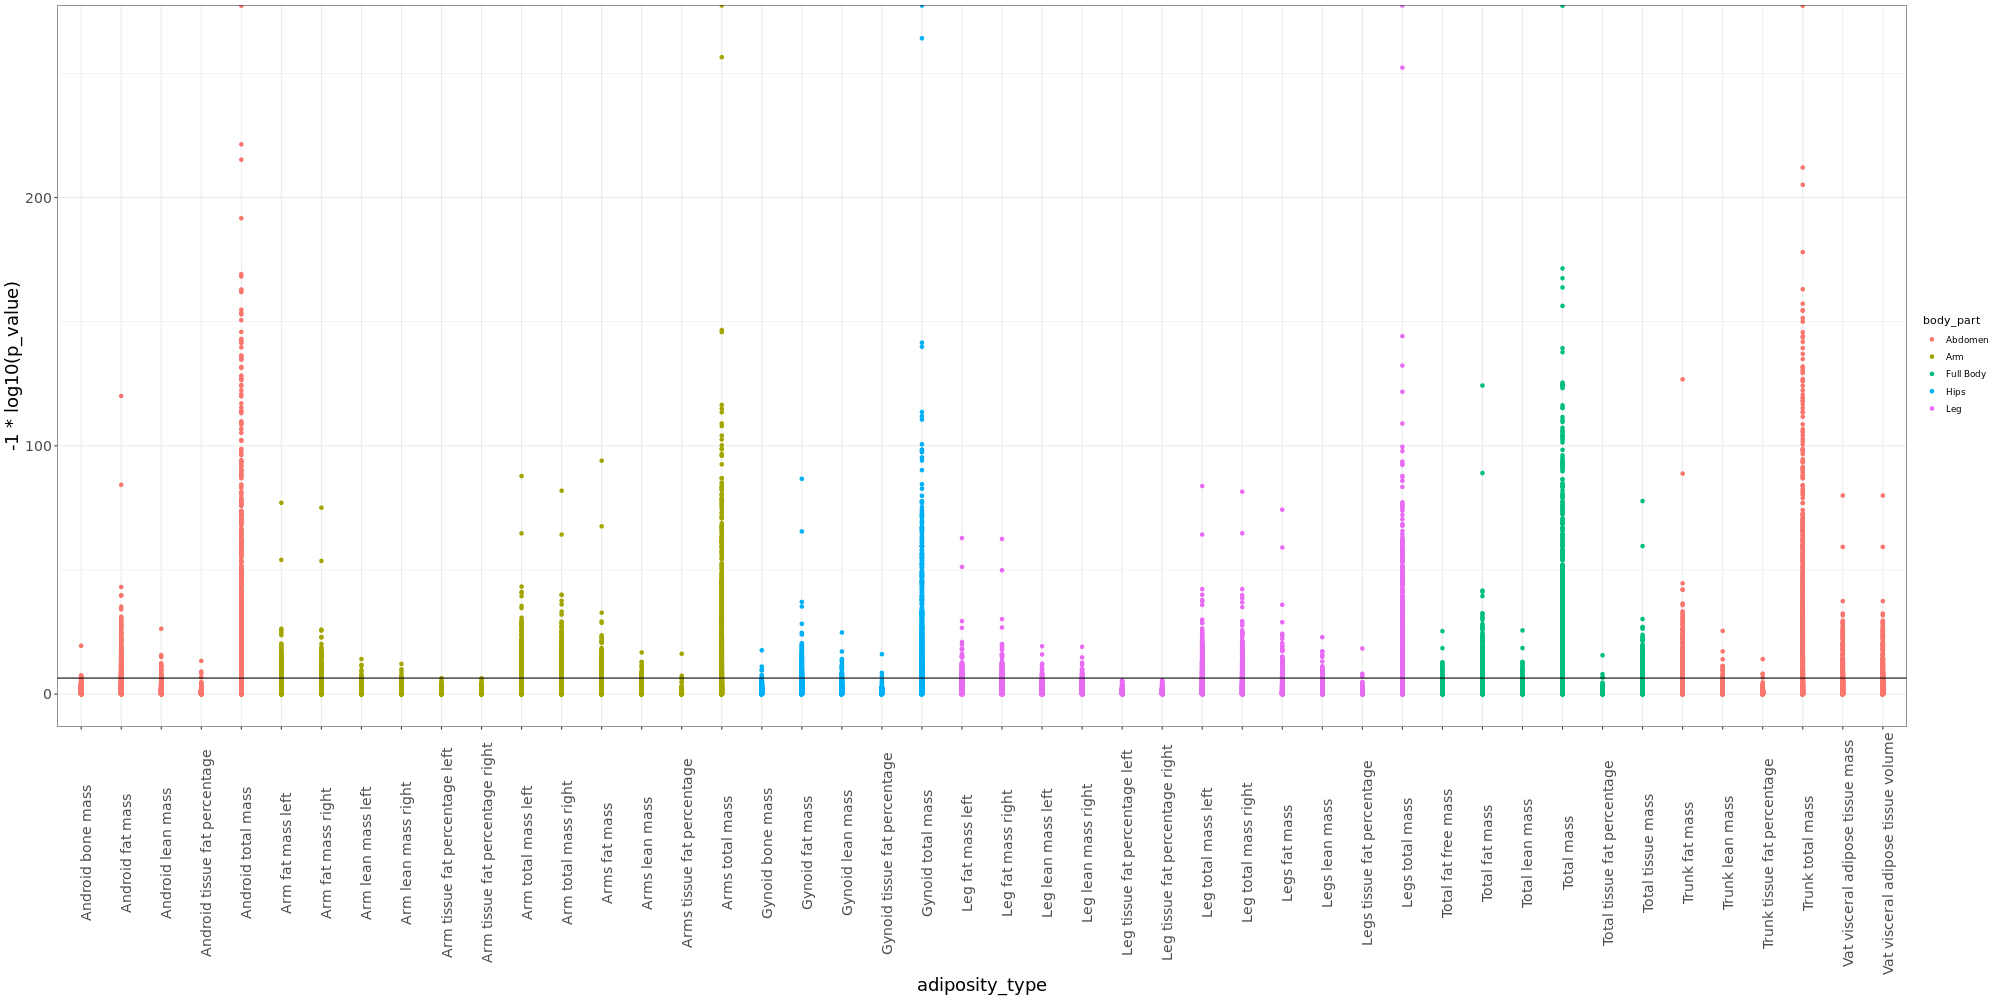 -1 * log10(p_value)
200
100
0
Android bone mass
Android fat mass
Android lean mass
Android tissue fat percentage
Android total mass
Arm fat mass left
Arm fat mass right
Arm lean mass left
Arm lean mass right
Arm tissue fat percentage left
Arm tissue fat percentage right
Arm total mass left
Arm total mass right
Arms fat mass
Arms lean mass
Arms tissue fat percentage
Arms total mass
Gynoid bone mass
Gynoid fat mass
Gynoid lean mass
Gynoid tissue fat percentage
Gynoid total mass
Leg fat mass left
Leg fat mass right
Leg lean mass left
Leg lean mass right
Leg tissue fat percentage left
Leg tissue fat percentage right
Leg total mass left
Leg total mass right
Legs fat mass
Legs lean mass
Legs tissue fat percentage
Legs total mass
Total fat free mass
Total fat mass
Total lean mass
Total mass
Total tissue fat percentage
Total tissue mass
Trunk fat mass
Trunk lean mass
Trunk tissue fat percentage
Trunk total mass
Vat visceral adipose tissue mass
Vat visceral adipose tissue volume
adiposity_type
body_part
Abdomen
Arm
Full Body
Hips
Leg